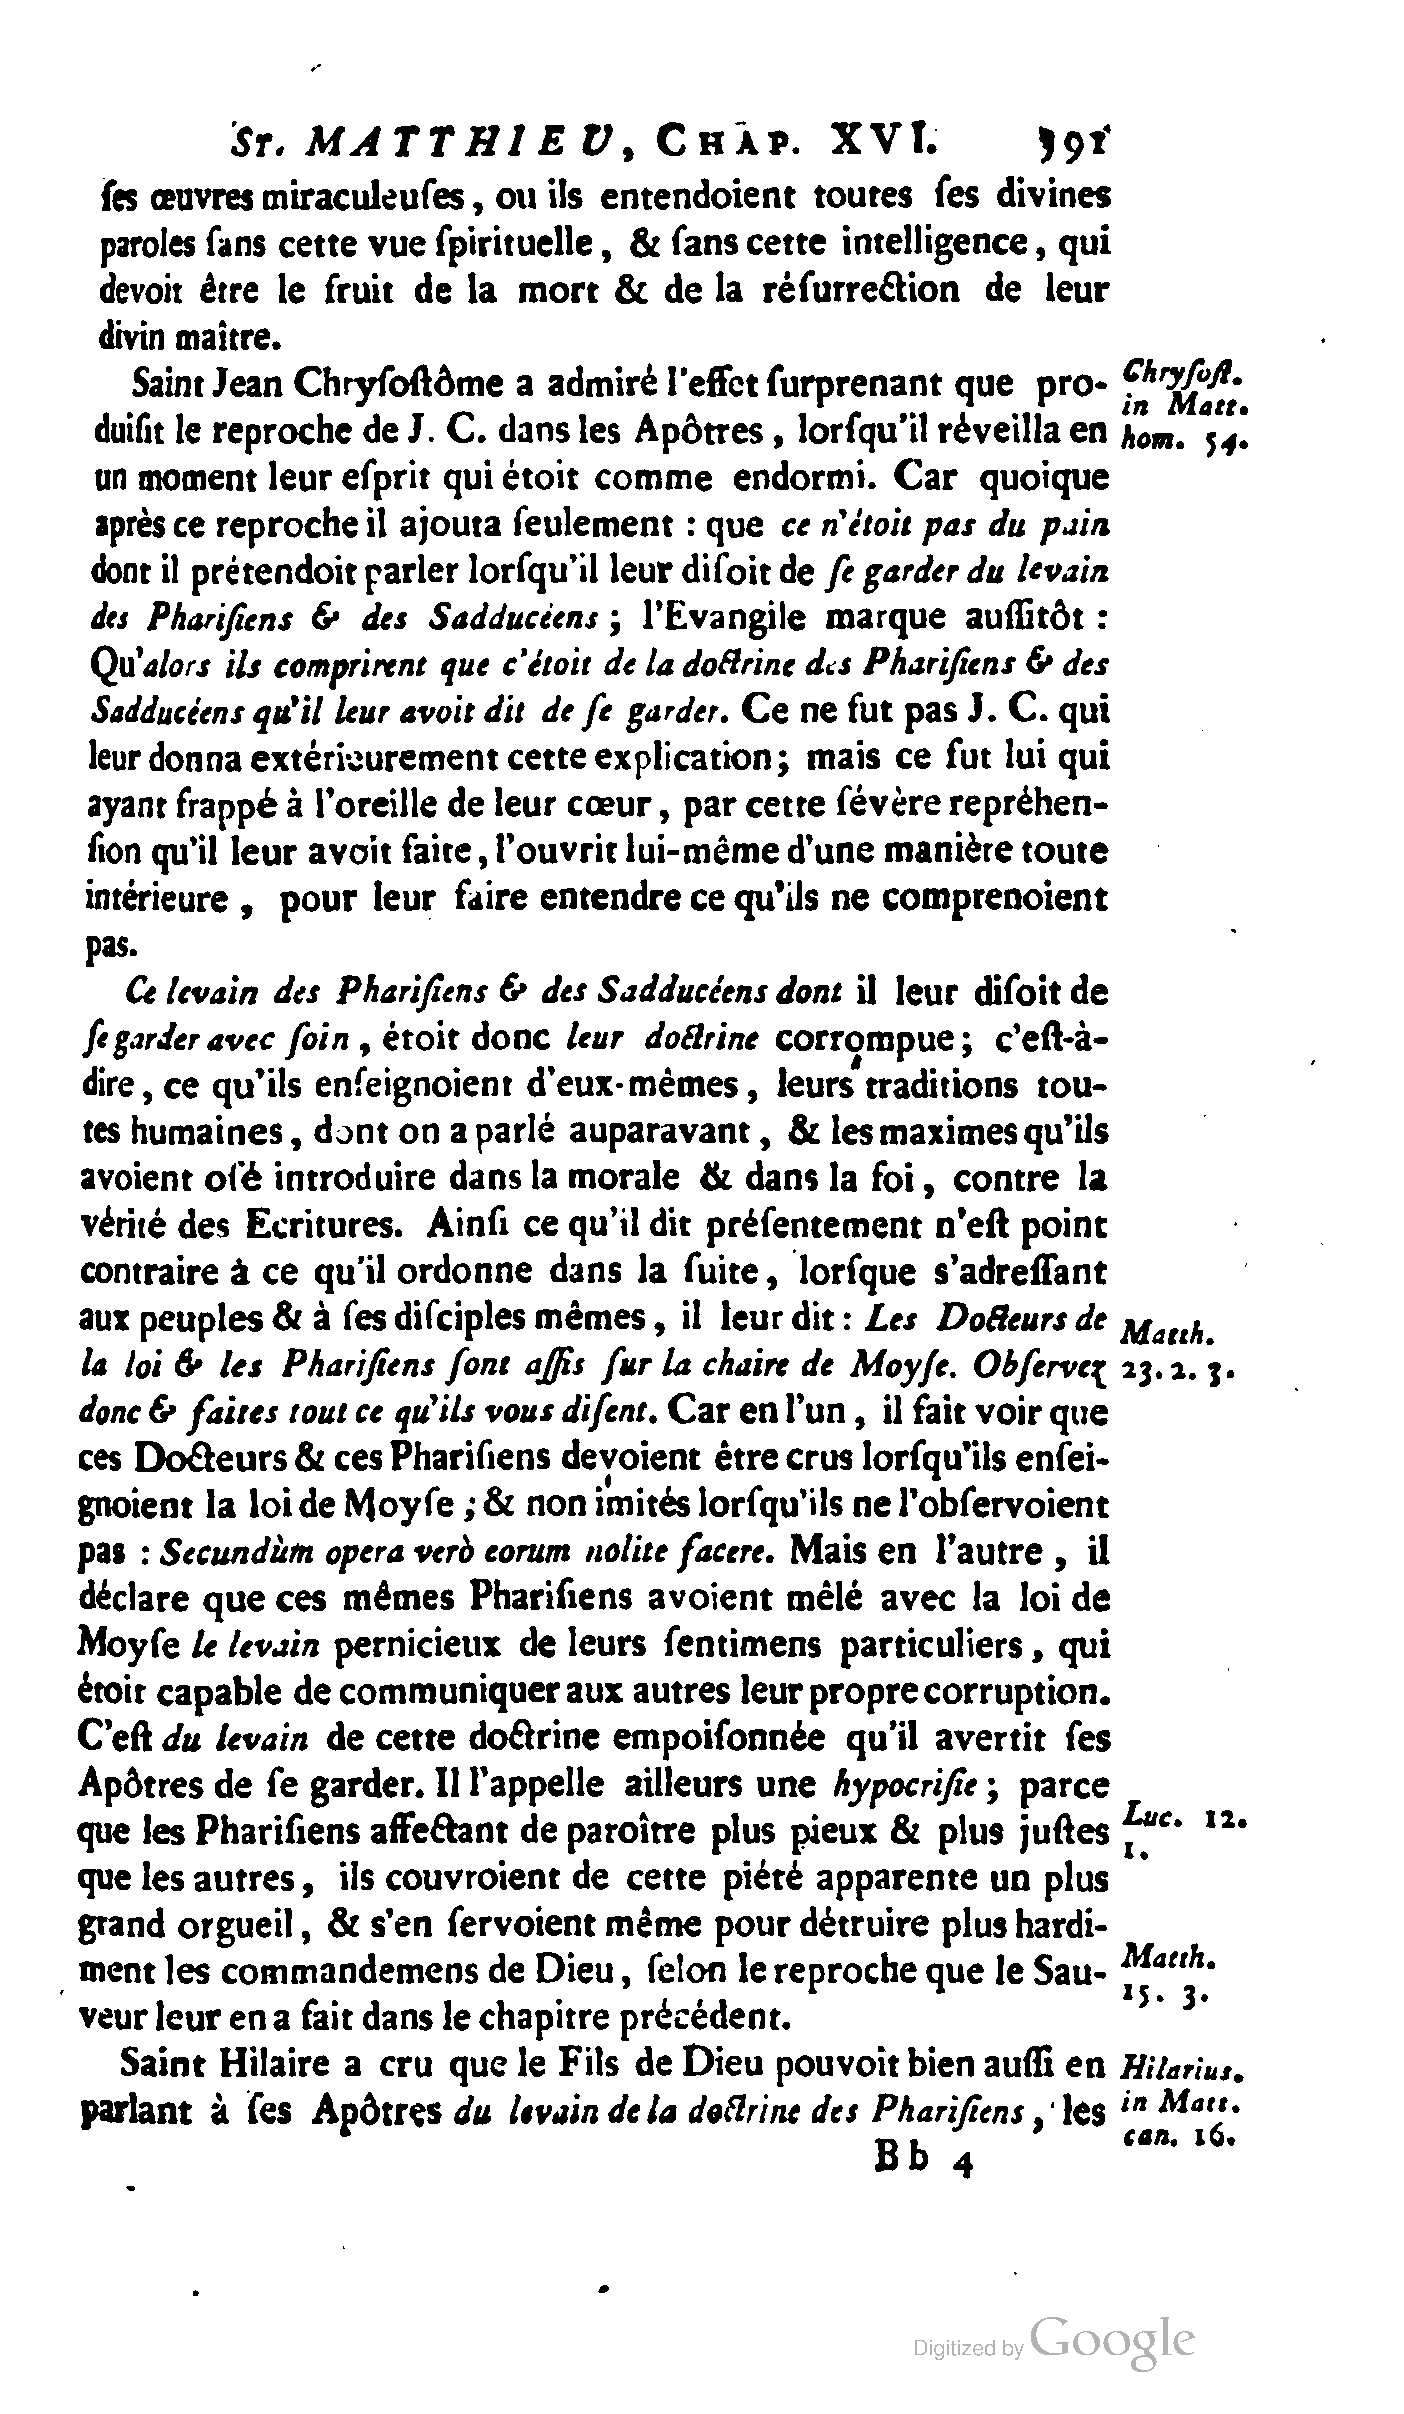 St. MATTHIEU, CHAP. XVI. 391
ſes œuvres miraculeuſes, ou ils entendoient toutes ſes divines
paroles ſans cette vue ſpirituelle, & ſans cette intelligence, qui
devoit être le fruit de la mort & de la réſurrection de leur
divin maître.
Saint Jean Chryſoſtôme a admiré l'effet ſurprenant que pro-
Chryſoſt.
in Matt.
hom. 54.
duiſit le reproche de J. C. dans les Apôtres, lorſqu'il réveilla en
un moment leur eſprit qui étoit comme endormi. Car quoique
après ce reproche il ajouta ſeulement : que ce n'étoit pas du pain
dont il prétendoit parler lorſqu'il leur diſoit de ſe garder du levain
des Phariſiens & des Sadducéens ; l'Evangile marque auſſitôt :
Qu'alors ils comprirent que c'étoit de la doctrine des Phariſiens & des
Sadducéens qu'il leur avoit dit de ſe garder. Ce ne fut pas J. C. qui
leur donna extérieurement cette explication ; mais ce fut lui qui
ayant frappé à l'oreille de leur cœur, par cette ſévère repréhen-
ſion qu'il leur avoit faite, l'ouvrit lui-même d'une manière toute
intérieure , pour leur faire entendre ce qu'ils ne comprenoient
pas.
Ce levain des Phariſiens & des Sadducéens dont il leur diſoit de
ſe garder avec ſoin , étoit donc leur doctrine corrompue ; c'eſt-à-
dire, ce qu'ils enſeignoient d'eux-mêmes, leurs traditions tou-
tes humaines, dont on a parlé auparavant, & les maximes qu'ils
avoient oſé introduire dans la morale & dans la foi, contre la
vérité des Ecritures. Ainſi ce qu'il dit préſentement n'eſt point
contraire à ce qu'il ordonne dans la ſuite, lorſque s'adreſſant
aux peuples & à ſes diſciples mêmes, il leur dit : Les Docteurs de
Matth.
23. 2. 3.
la loi & les Phariſiens ſont aſſis ſur la chaire de Moyſe. Obſervez
donc & faites tout ce qu'ils vous diſent. Car en l'un, il fait voir que
ces Docteurs & ces Phariſiens devoient être crus lorſqu'ils enſei-
gnoient la loi de Moyſe ; & non imités lorſqu'ils ne l'obſervoient
pas : Secundùm opera verò eorum nolite facere. Mais en l'autre , il
déclare que ces mêmes Phariſiens avoient mêlé avec la loi de
Moyſe le levain pernicieux de leurs ſentimens particuliers, qui
étoit capable de communiquer aux autres leur propre corruption.
C'eſt du levain de cette doctrine empoiſonnée qu'il avertit ſes
Apôtres de ſe garder. Il l'appelle ailleurs une hypocriſie ; parce
que les Phariſiens affectant de paroître plus pieux & plus juſtes
Luc. 12.
1.
que les autres, ils couvroient de cette piété apparente un plus
grand orgueil, & s'en ſervoient même pour détruire plus hardi-
ment les commandemens de Dieu, ſelon le reproche que le Sau-
Matth.
15. 3.
veur leur en a fait dans le chapitre précédent.
Saint Hilaire a cru que le Fils de Dieu pouvoit bien auſſi en
Hilarius.
in Matt.
can. 16.
parlant à ſes Apôtres du levain de la doctrine des Phariſiens, les
Bb 4
Digitized by Google